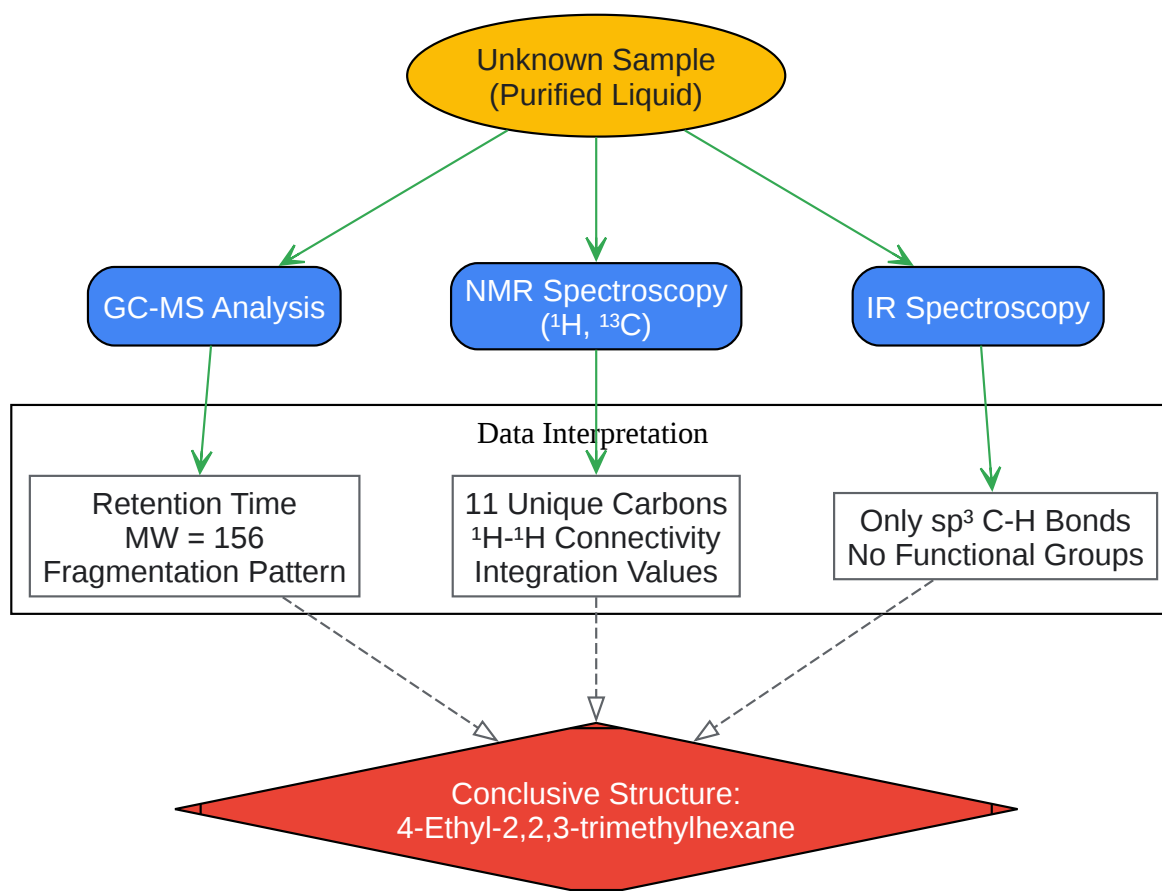 Unknown Sample
(Purified Liquid)
GC-MS Analysis
NMR Spectroscopy
(¹H, ¹³C)
IR Spectroscopy
Data Interpretation
Retention Time
MW = 156
Fragmentation Pattern
11 Unique Carbons
¹H-¹H Connectivity
Integration Values
Only sp³ C-H Bonds
No Functional Groups
Conclusive Structure:
4-Ethyl-2,2,3-trimethylhexane